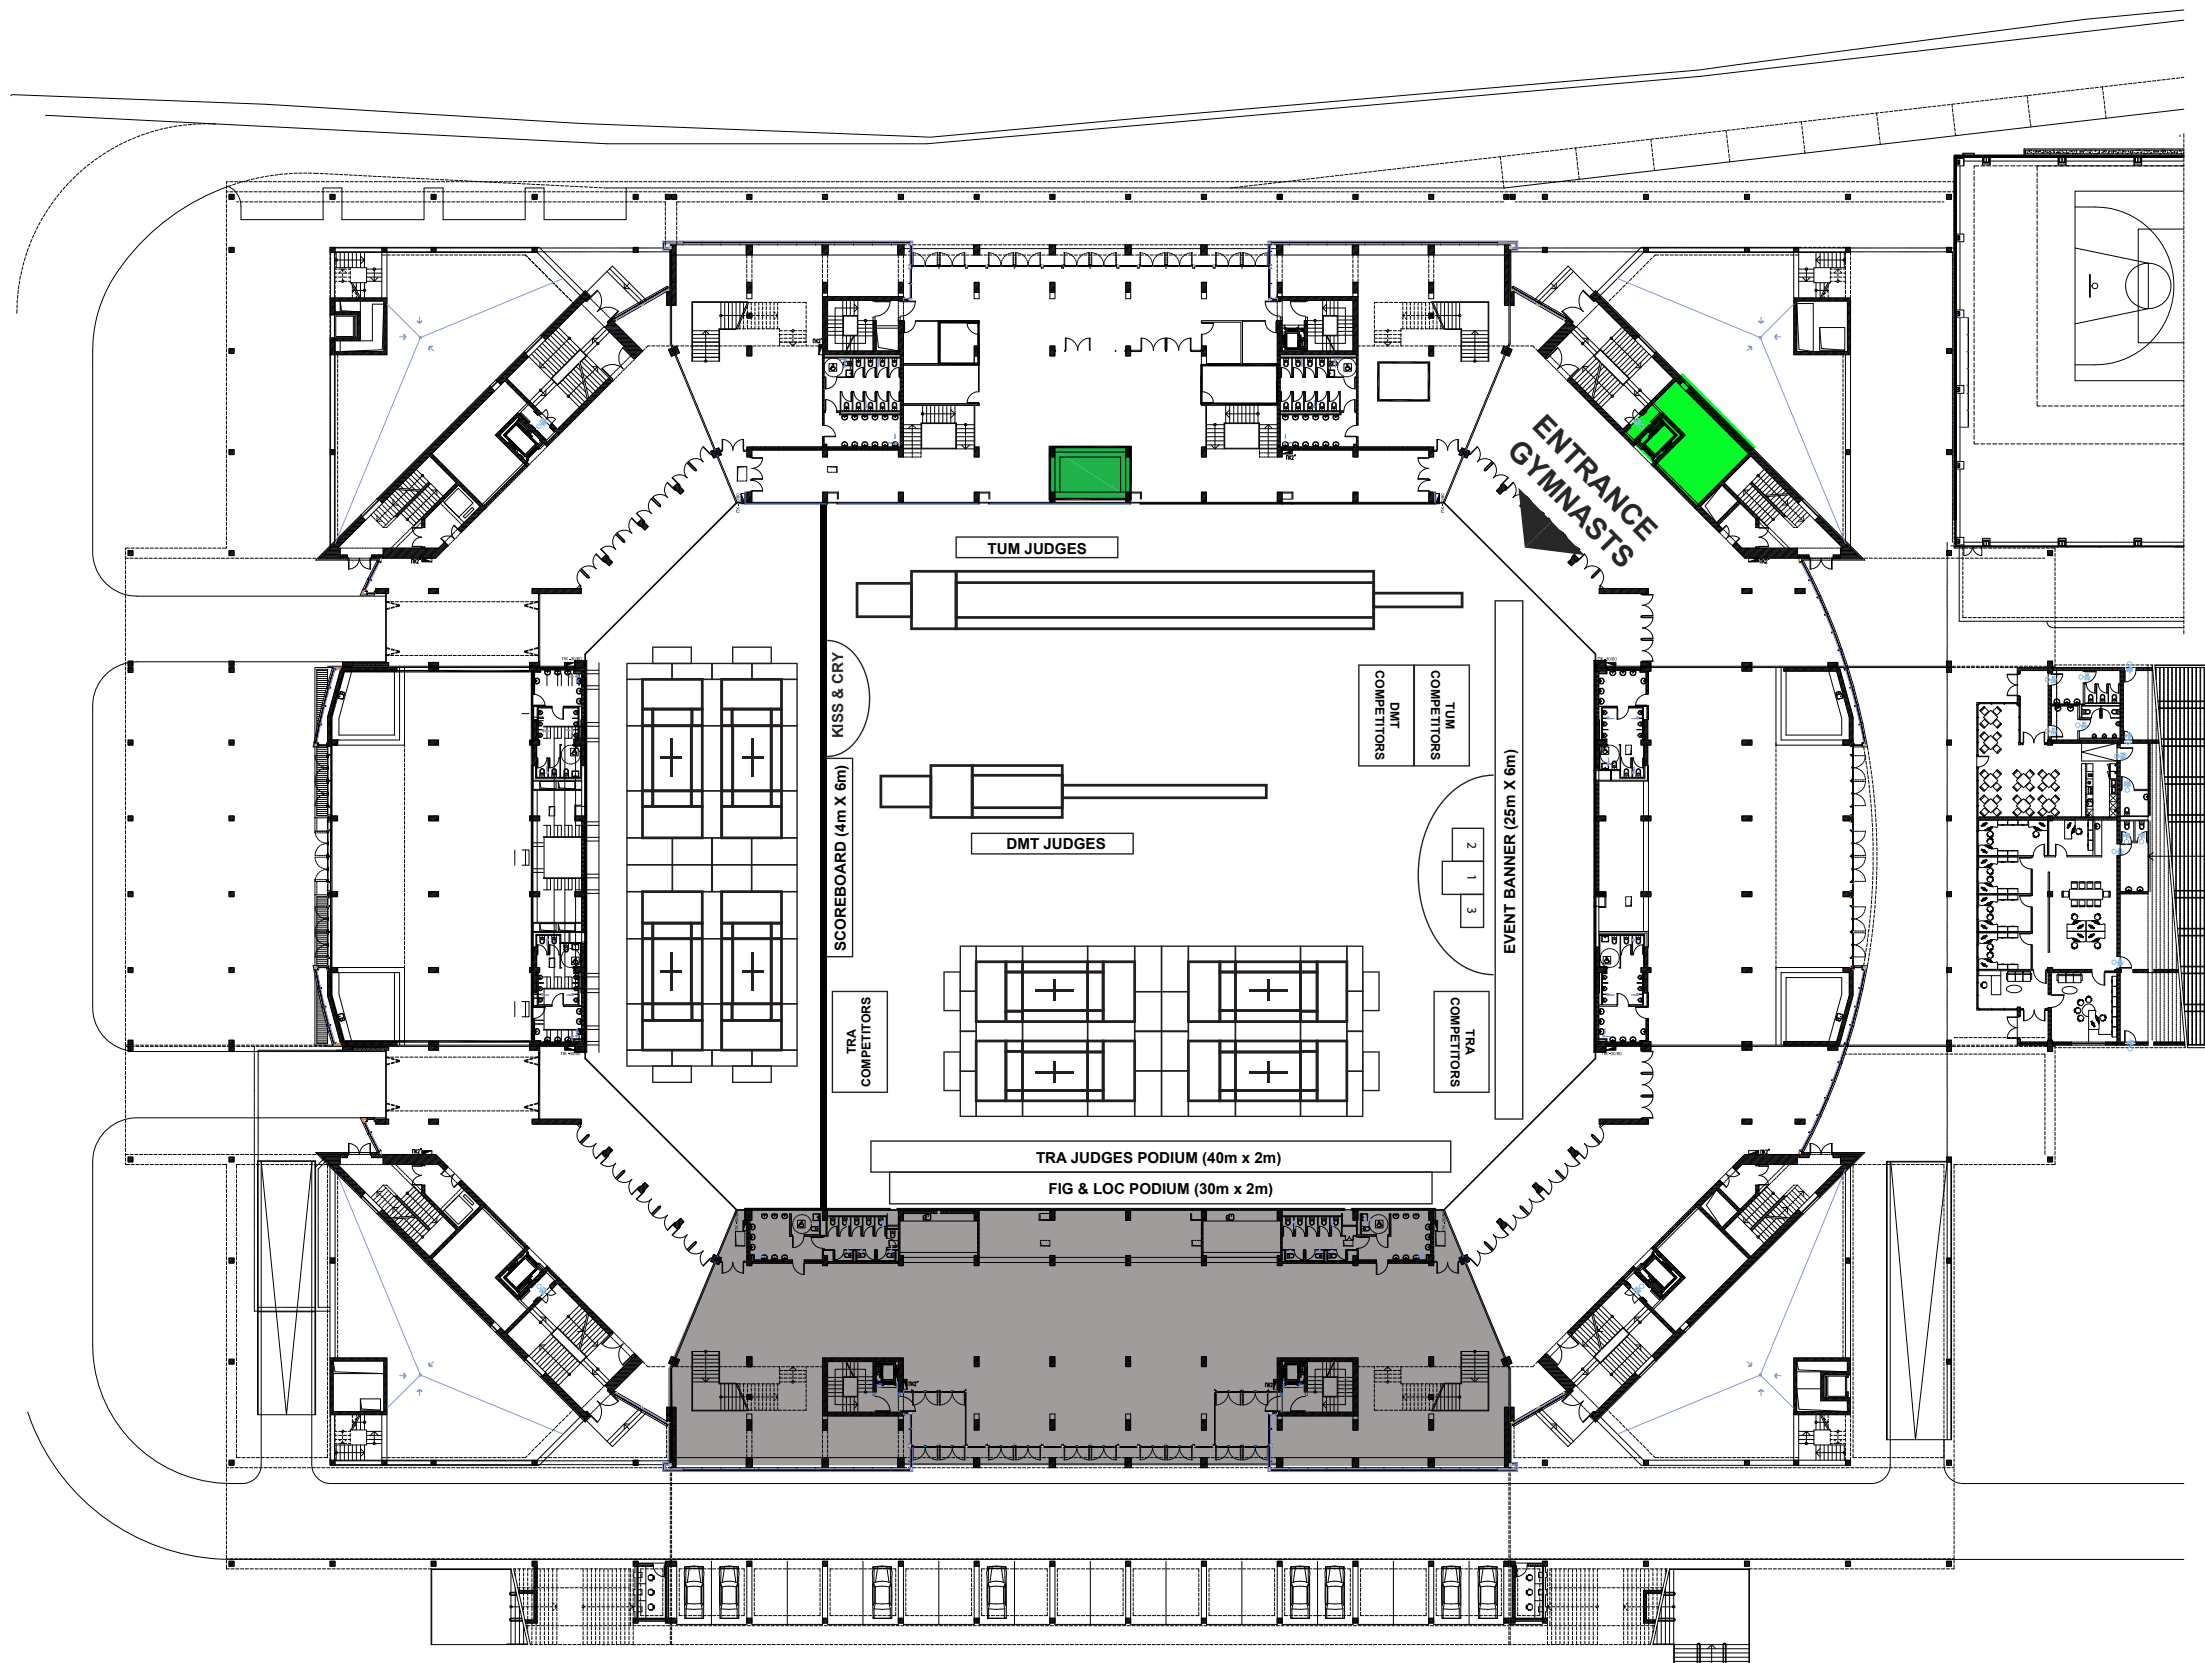 ENTRANCE
GYMNASTS
TUM JUDGES
KISS & CRY
DMT
COMPETITORS
TUM
COMPETITORS
SCOREBOARD (4m X 6m)
EVENT BANNER (25m X 6m)
DMT JUDGES
2
1
3
TRA
COMPETITORS
TRA
COMPETITORS
TRA JUDGES PODIUM (40m x 2m)
FIG & LOC PODIUM (30m x 2m)